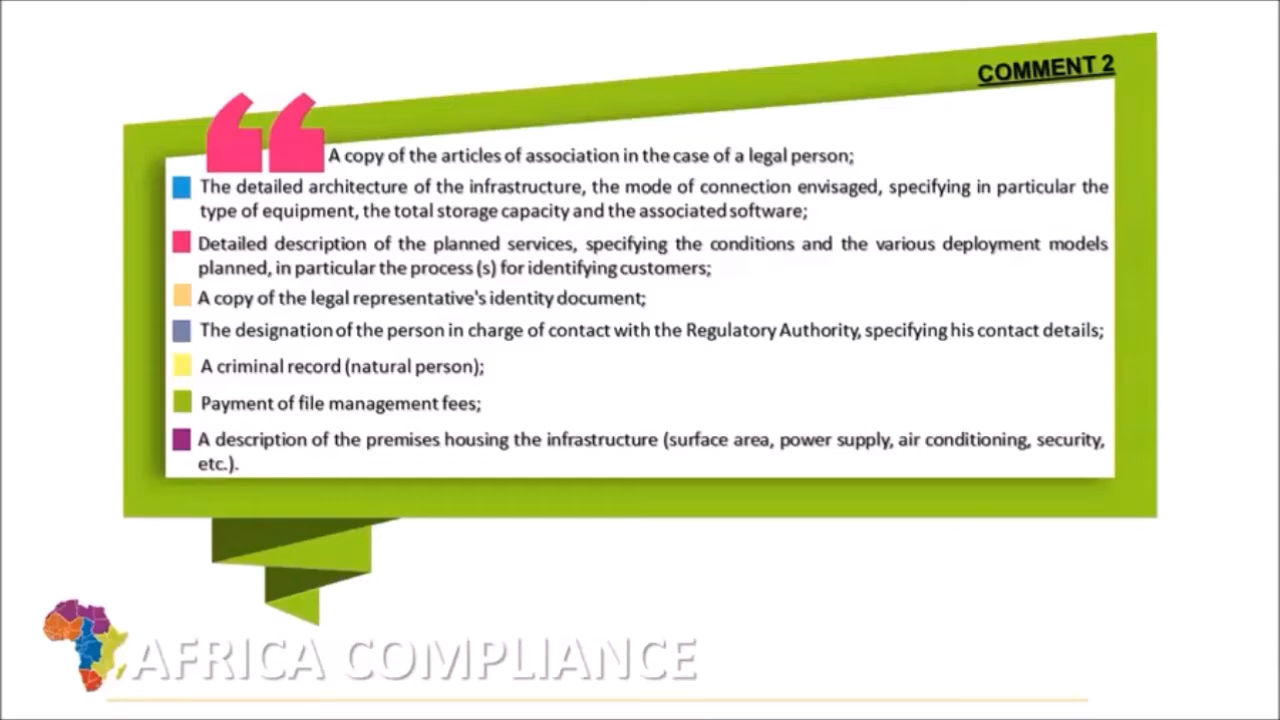 COMMENT 2
A copy of the articles of association in the case of a legal person;
The detailed architecture of the infrastructure, the mode of connection envisaged, specifying in particular the
type of equipment, the total storage capacity and the associated software;
Detailed description of the planned services, specifying the conditions and the various deployment models
planned, in particular the process (s) for identifying customers;
A copy of the legal representative's identity document;
The designation of the person in charge of contact with the Regulatory Authority, specifying his contact details;
A criminal record (natural person);
Payment of file management fees;
A description of the premises housing the infrastructure (surface area, power supply, air conditioning, security,
etc.).
AFRICA COMPLIANCE